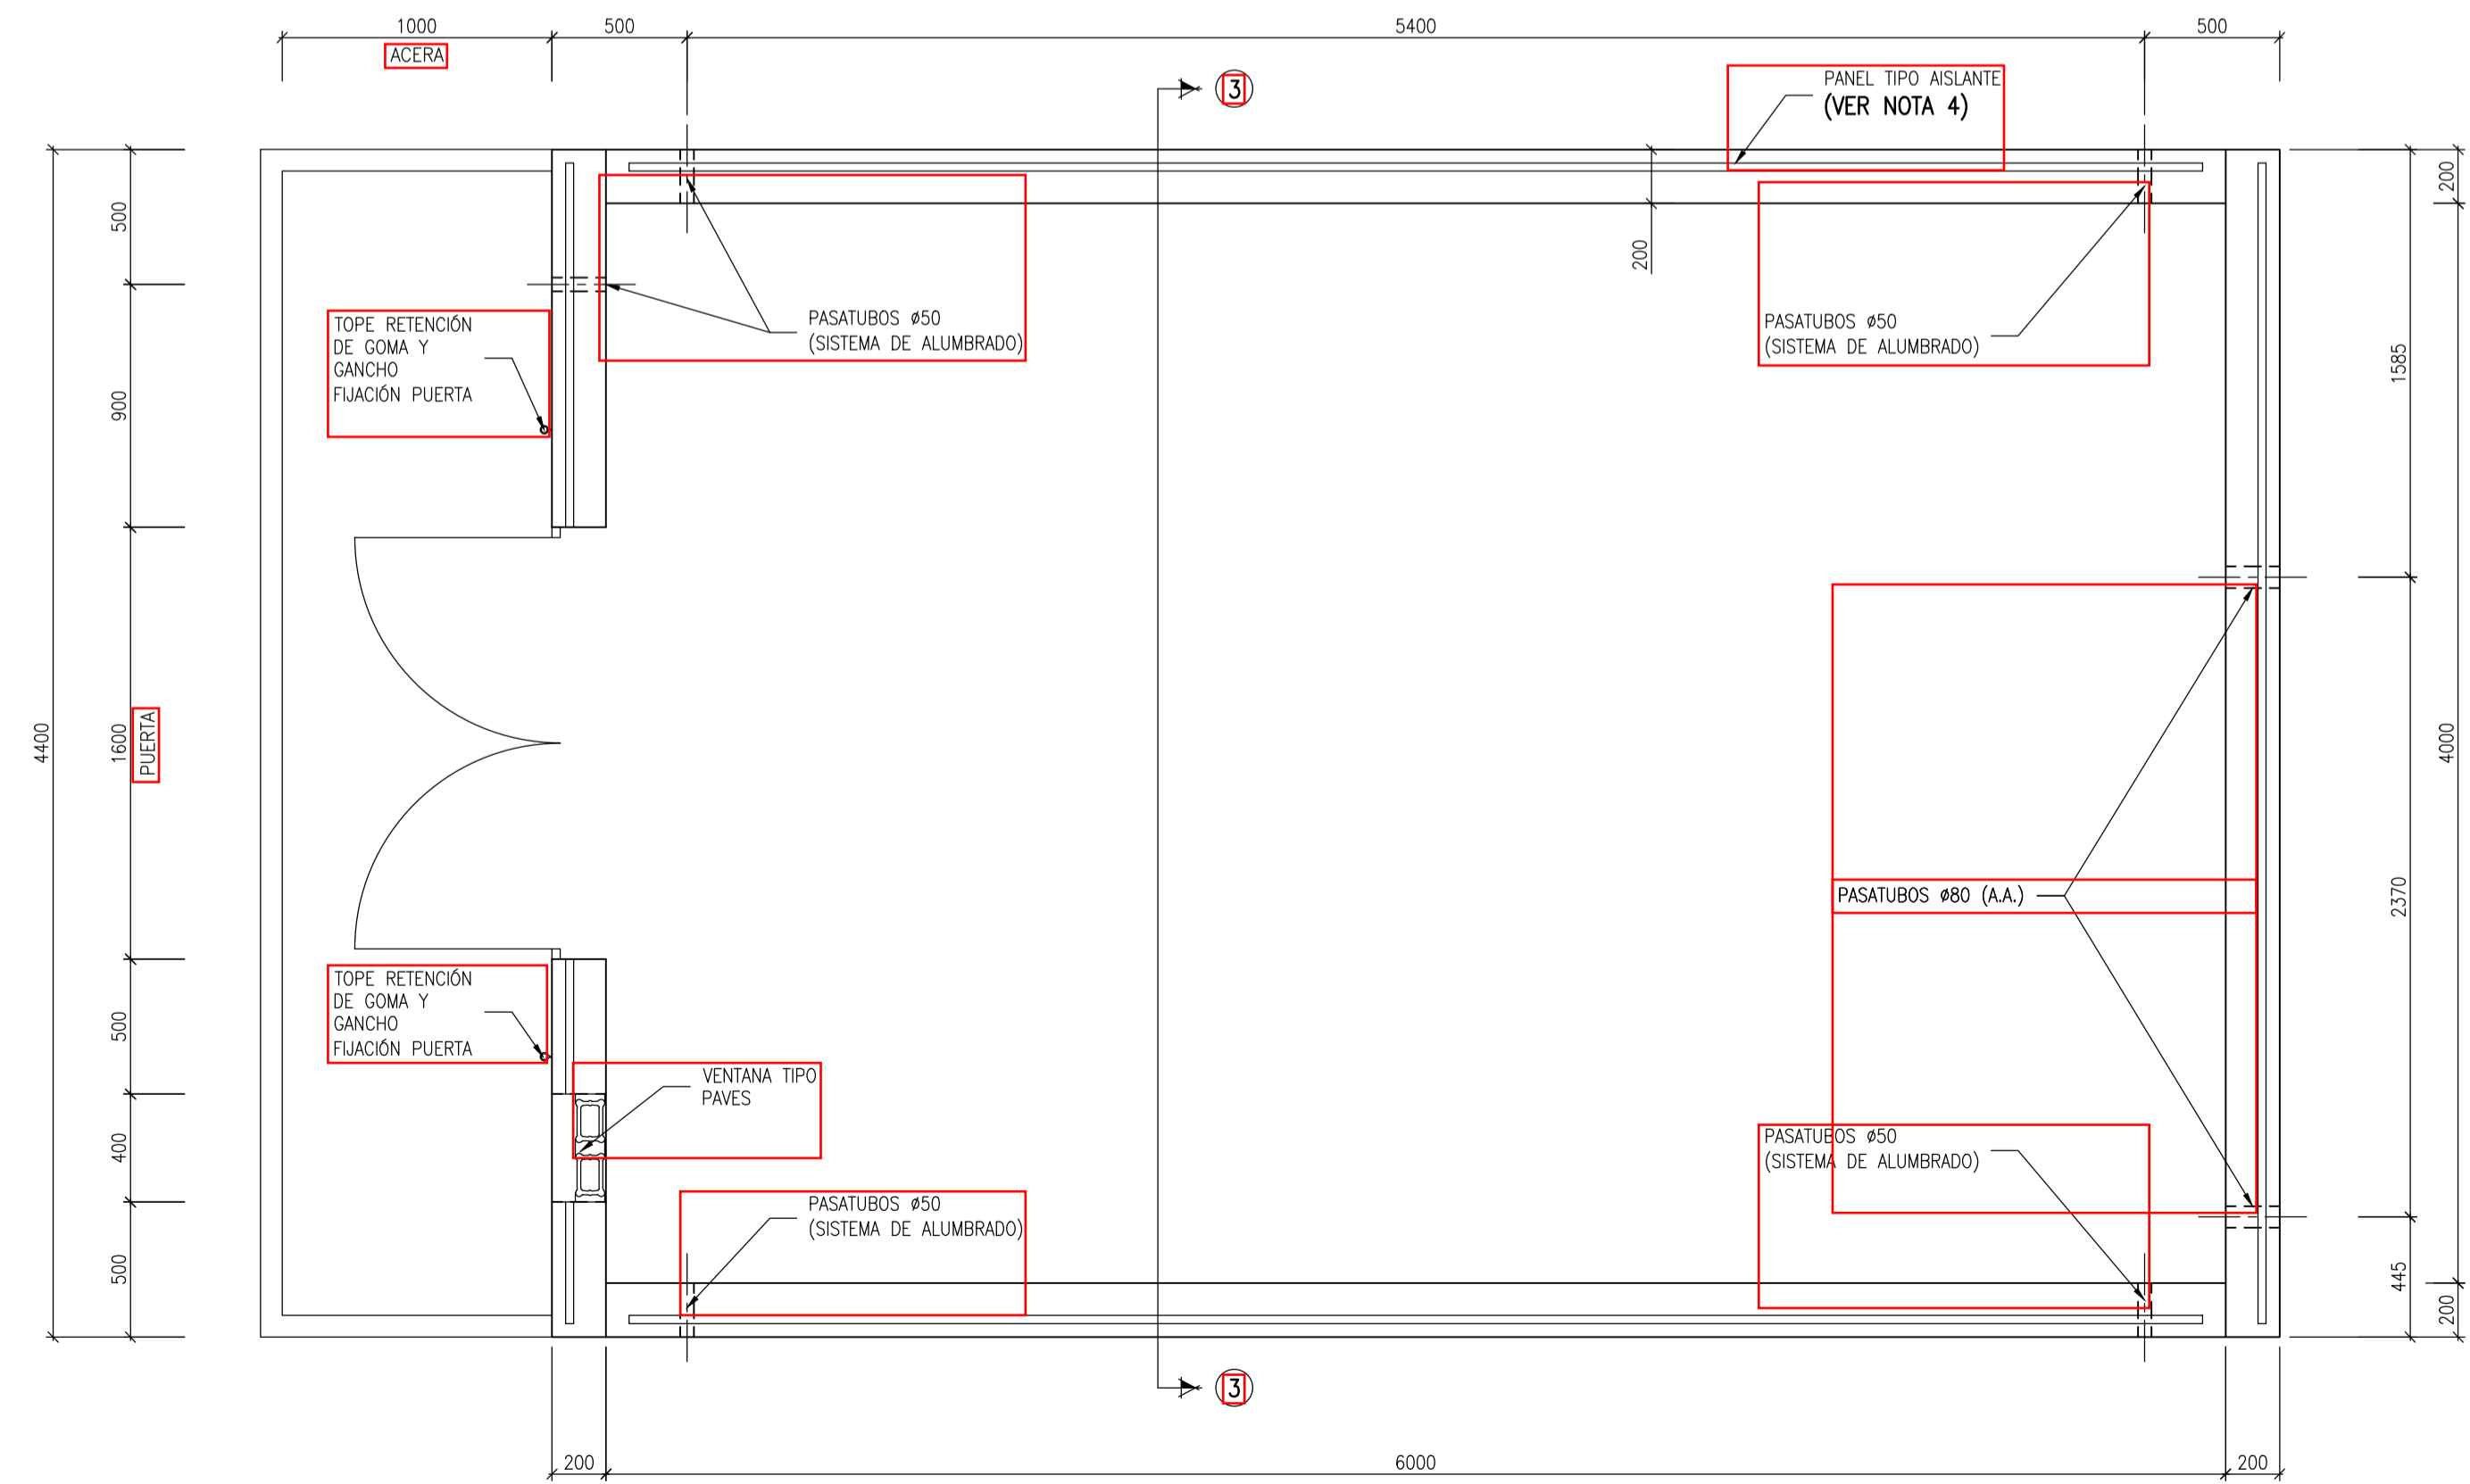 1000
500
5400
500
ACERA
3
PANEL TIPO AISLANTE
(VER NOTA 4)
200
500
200
PASATUBOS ø50
(SISTEMA DE ALUMBRADO)
PASATUBOS ø50
(SISTEMA DE ALUMBRADO)
TOPE RETENCIÓN
DE GOMA Y
GANCHO
FIJACIÓN PUERTA
1585
900
4400
1600
PUERTA
4000
PASATUBOS ø80 (A.A.)
2370
TOPE RETENCIÓN
DE GOMA Y
GANCHO
FIJACIÓN PUERTA
500
VENTANA TIPO
PAVES
400
PASATUBOS ø50
(SISTEMA DE ALUMBRADO)
PASATUBOS ø50
(SISTEMA DE ALUMBRADO)
500
445
200
3
200
6000
200